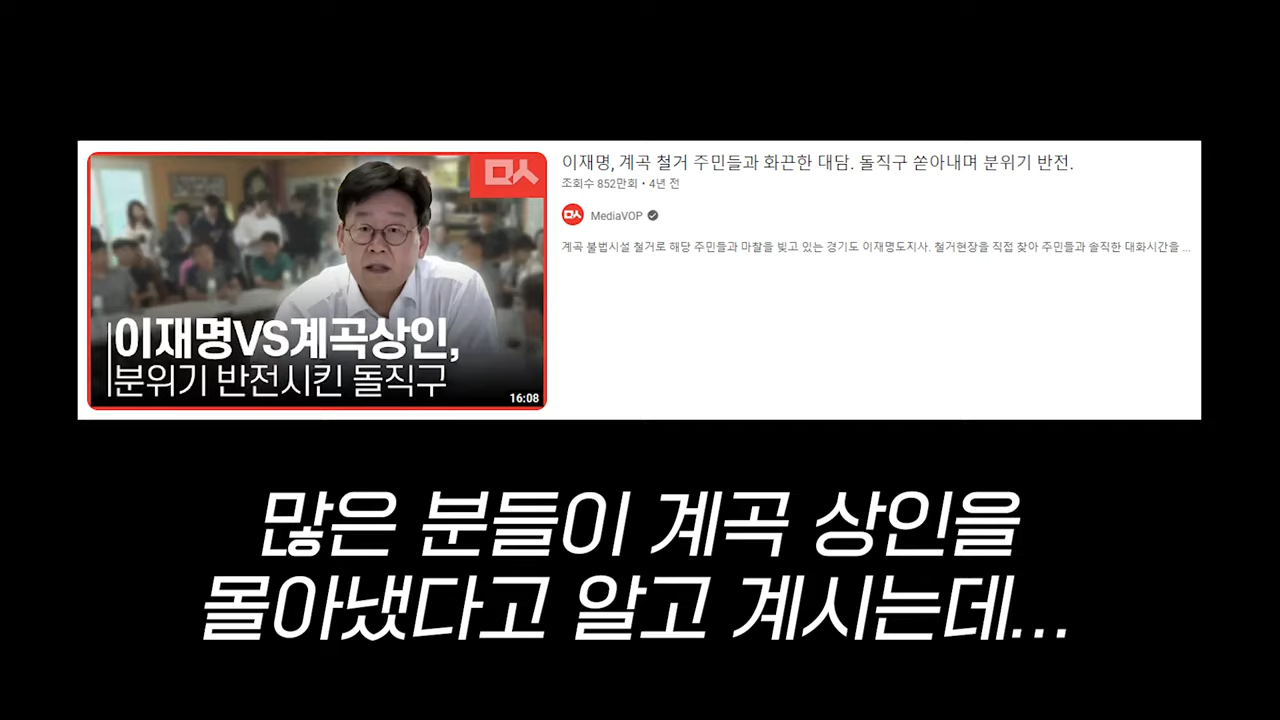 ㅁ人
이재명VS계곡상인,
분위기 반전시킨 돌직구
16:08
이재명, 계곡 철거 주민들과 화끈한 대담. 돌직구 쏟아내며 분위기 반전.
조회수 852만회 • 4년 전
ㅁ人 MediaVOP
계곡 불법시설 철거로 해당 주민들과 마찰을 빚고 있는 경기도 이재명도지사. 철거현장을 직접 찾아 주민들과 솔직한 대화시간을 ...
많은 분들이 계곡 상인을
몰아냈다고 알고 계시는데...